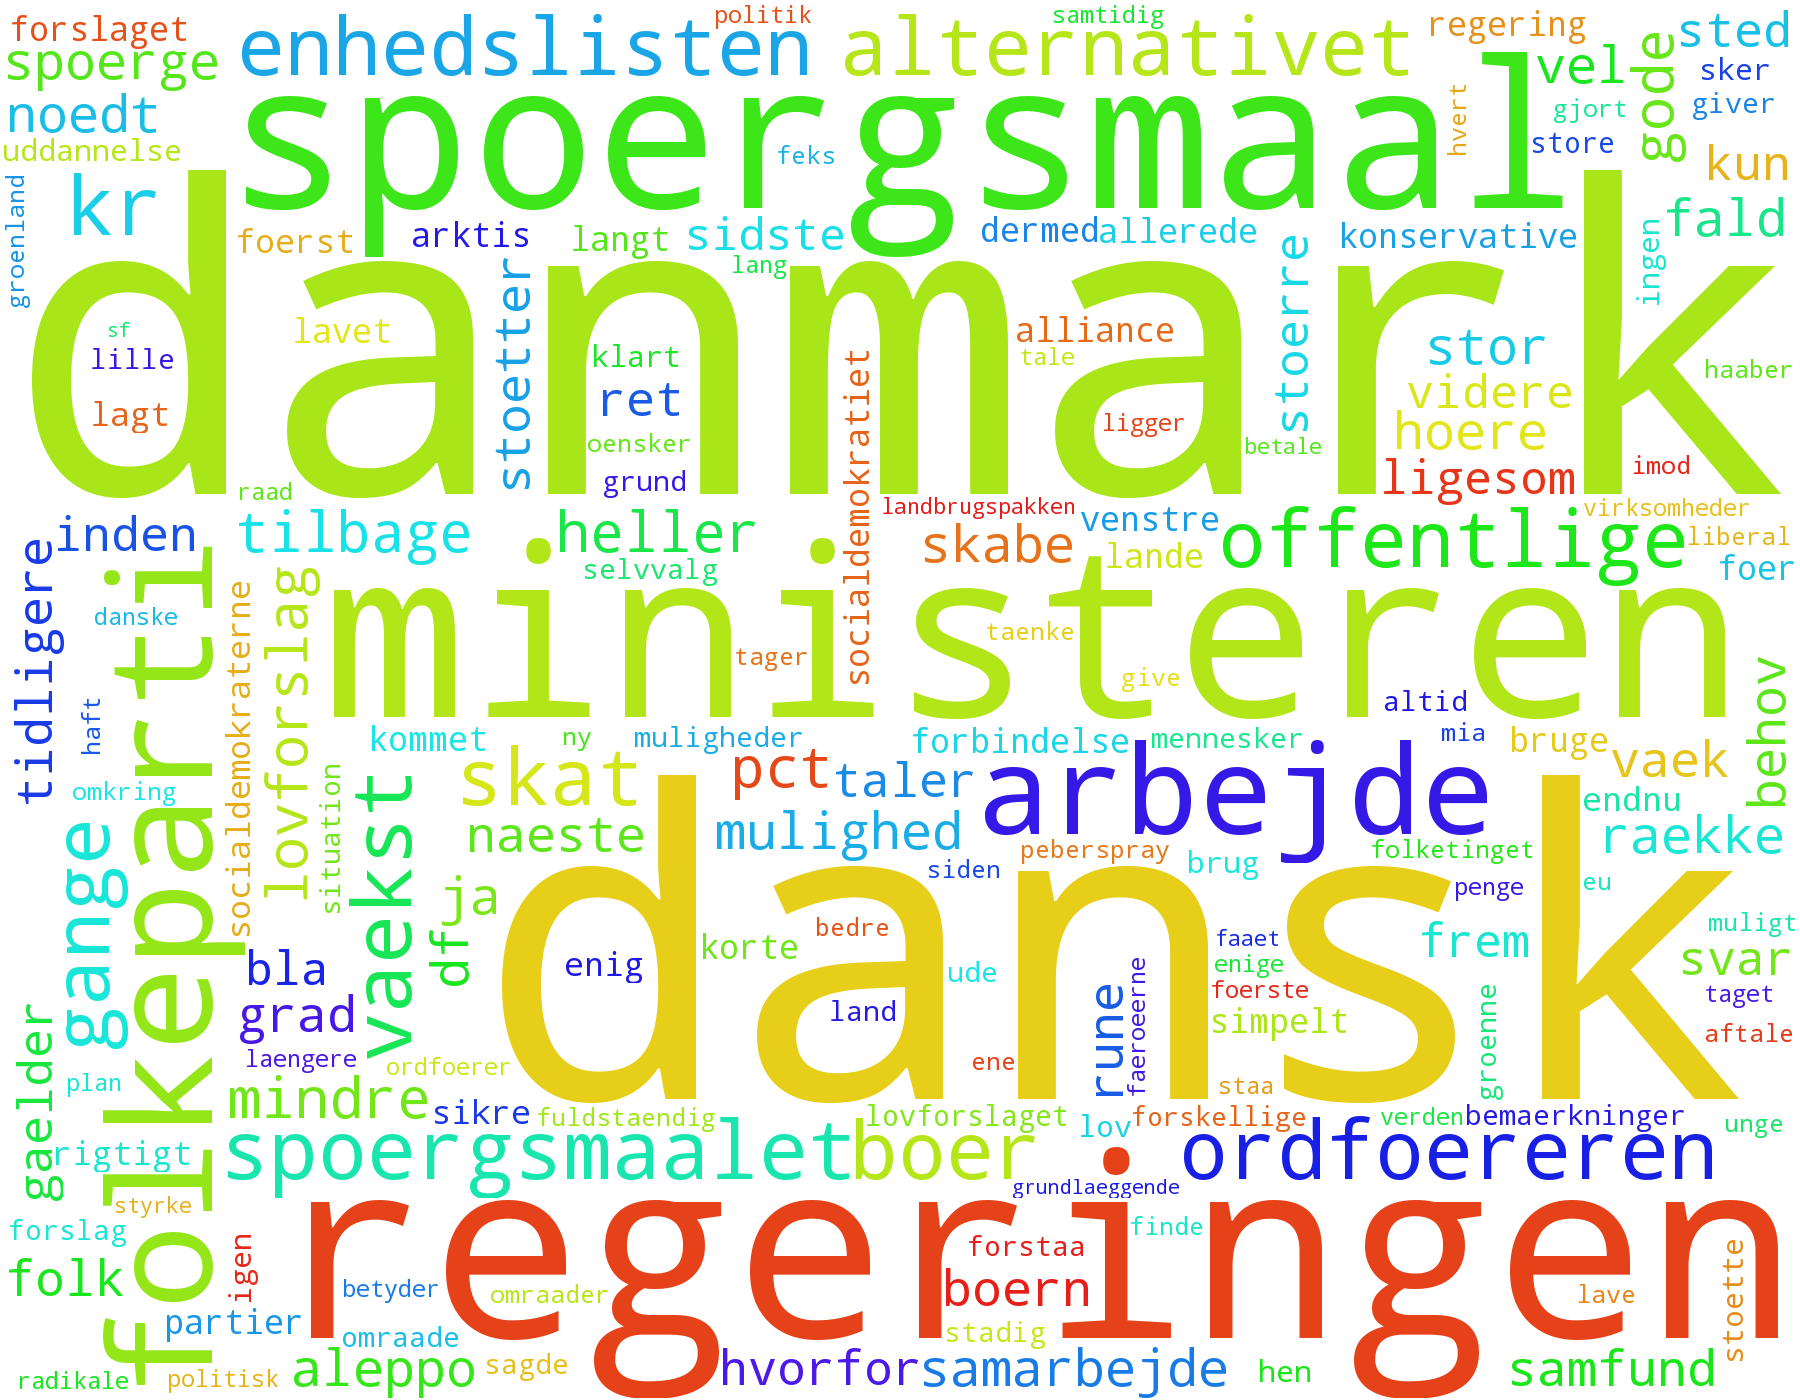 forslaget
enhedslisten
politik
alternativet
samtidig
regering
sted
spoerge
vel
gode
sker
noedt
spoergsmaal
feks
hvert
gjort
giver
uddannelse
store
kun
groenland
kr
danmark
foerst
arktis
langt
sidste
dermed
allerede
konservative
fald
lang
stoetter
stoerre
ingen
sf
lille
lavet
klart
alliance
tale
stor
haaber
lagt
ret
socialdemokratiet
ligger
videre
hoere
oensker
betale
grund
ligesom
imod
raad
landbrugspakken
virksomheder
inden
tilbage
heller
venstre
skabe
offentlige
liberal
lande
foer
tidligere
folkeparti
selvvalg
ministeren
danske
socialdemokraterne
lovforslag
taenke
tager
give
behov
haft
altid
kommet
ny
muligheder
forbindelse
mennesker
mia
bruge
vaek
omkring
situation
vaekst
skat
pct
taler
arbejde
endnu
gange
naeste
mulighed
raekke
peberspray
folketinget
siden
brug
penge
eu
ja
dansk
df
bedre
korte
enig
faaet
enige
frem
muligt
svar
bla
ude
foerste
taget
grad
land
rune
faeroeerne
simpelt
groenne
aftale
gaelder
laengere
ordfoerer
ene
staa
plan
mindre
sikre
fuldstaendig
lovforslaget
lov
forskellige
verden
bemaerkninger
unge
rigtigt
spoergsmaalet
boer
ordfoereren
grundlaeggende
styrke
regeringen
forslag
igen
finde
forstaa
folk
betyder
omraader
boern
lave
stoette
partier
omraade
stadig
radikale
politisk
aleppo
sagde
hvorfor
samarbejde
hen
samfund